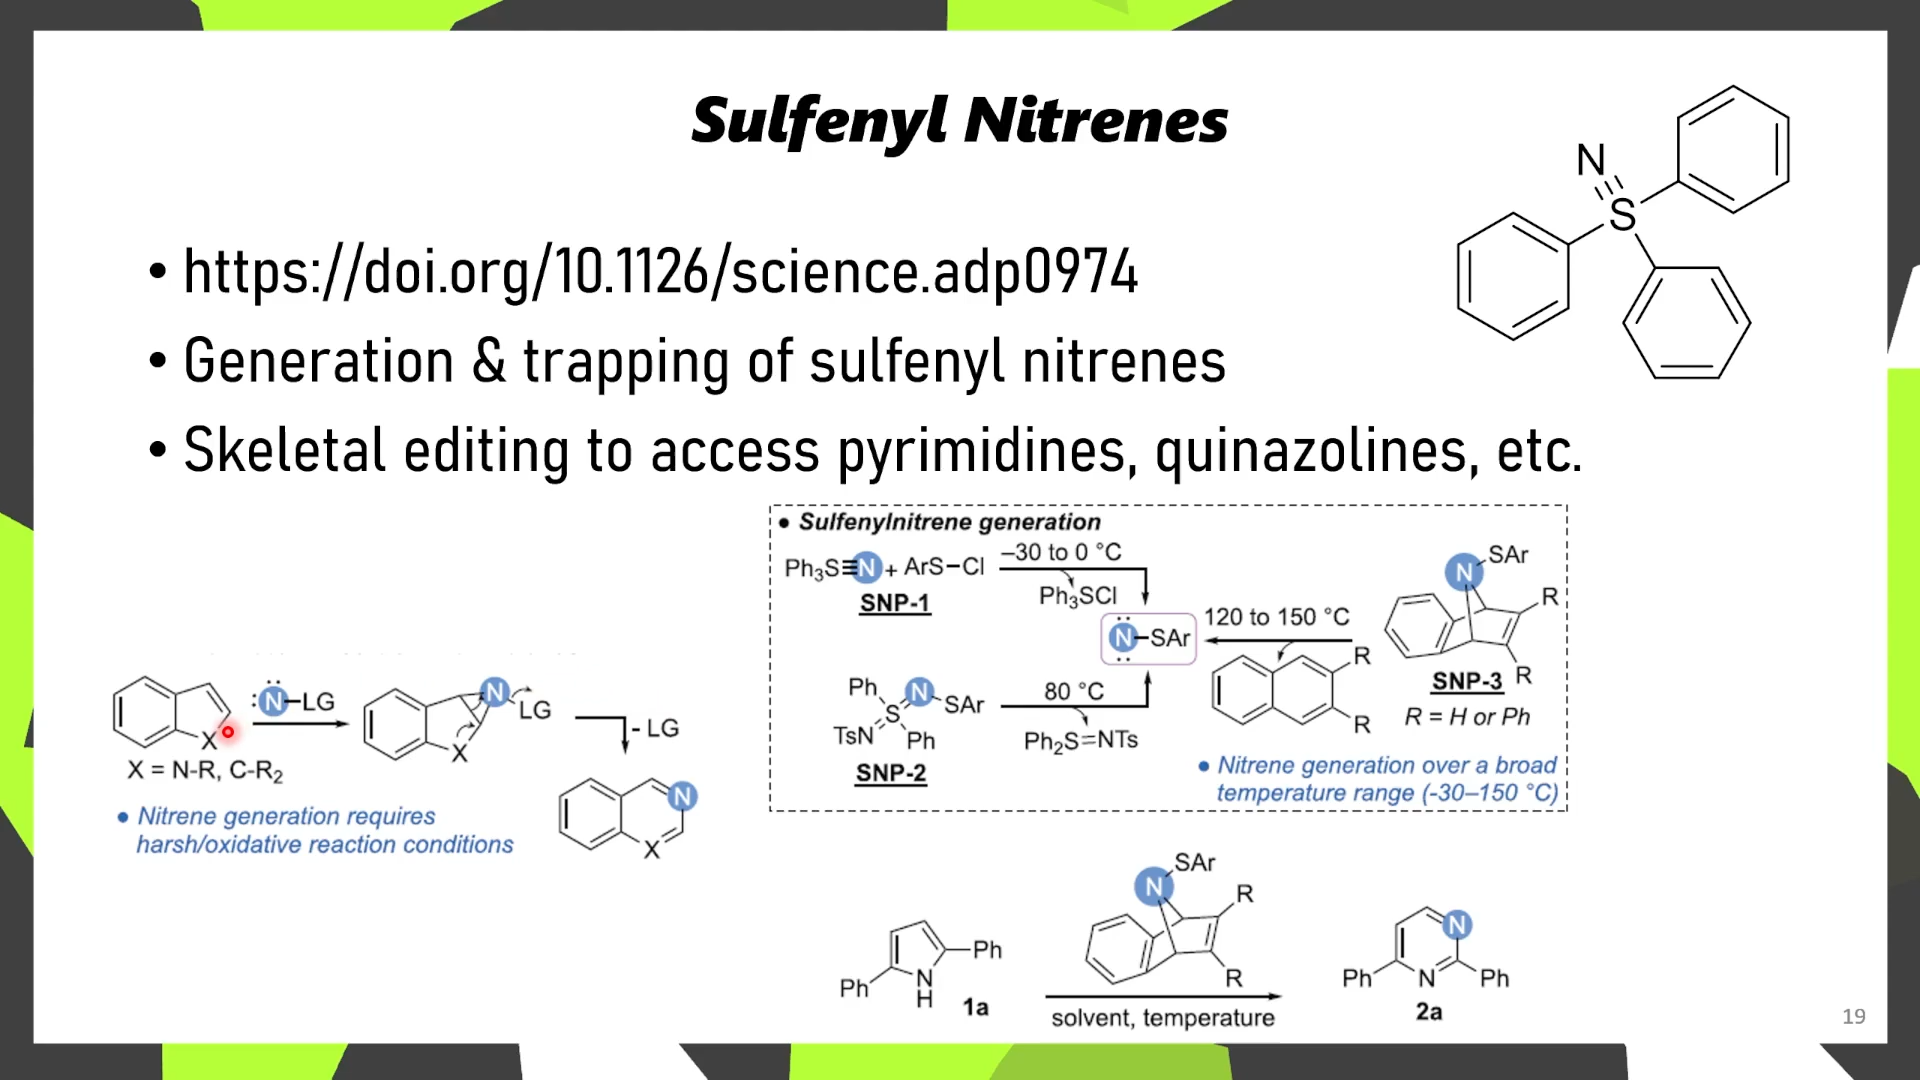 Sulfenyl Nitrenes
N
S
• https://doi.org/10.1126/science.adp0974
• Generation & trapping of sulfenyl nitrenes
• Skeletal editing to access pyrimidines, quinazolines, etc.
X
:N̈–LG
X = N-R, C-R₂
N
LG
X
- LG
N
X
• Nitrene generation requires
harsh/oxidative reaction conditions
• Sulfenylnitrene generation
Ph₃S≡N + ArS–Cl
SNP-1
–30 to 0 °C
Ph₃SCl
N–SAr
Ph
N
SAr
S
TsN
Ph
SNP-2
80 °C
Ph₂S=NTs
120 to 150 °C
R
R
SAr
N
R
R
SNP-3
R = H or Ph
• Nitrene generation over a broad
temperature range (-30–150 °C)
Ph
Ph
N
H
1a
SAr
N
R
R
solvent, temperature
N
Ph
N
Ph
2a
19